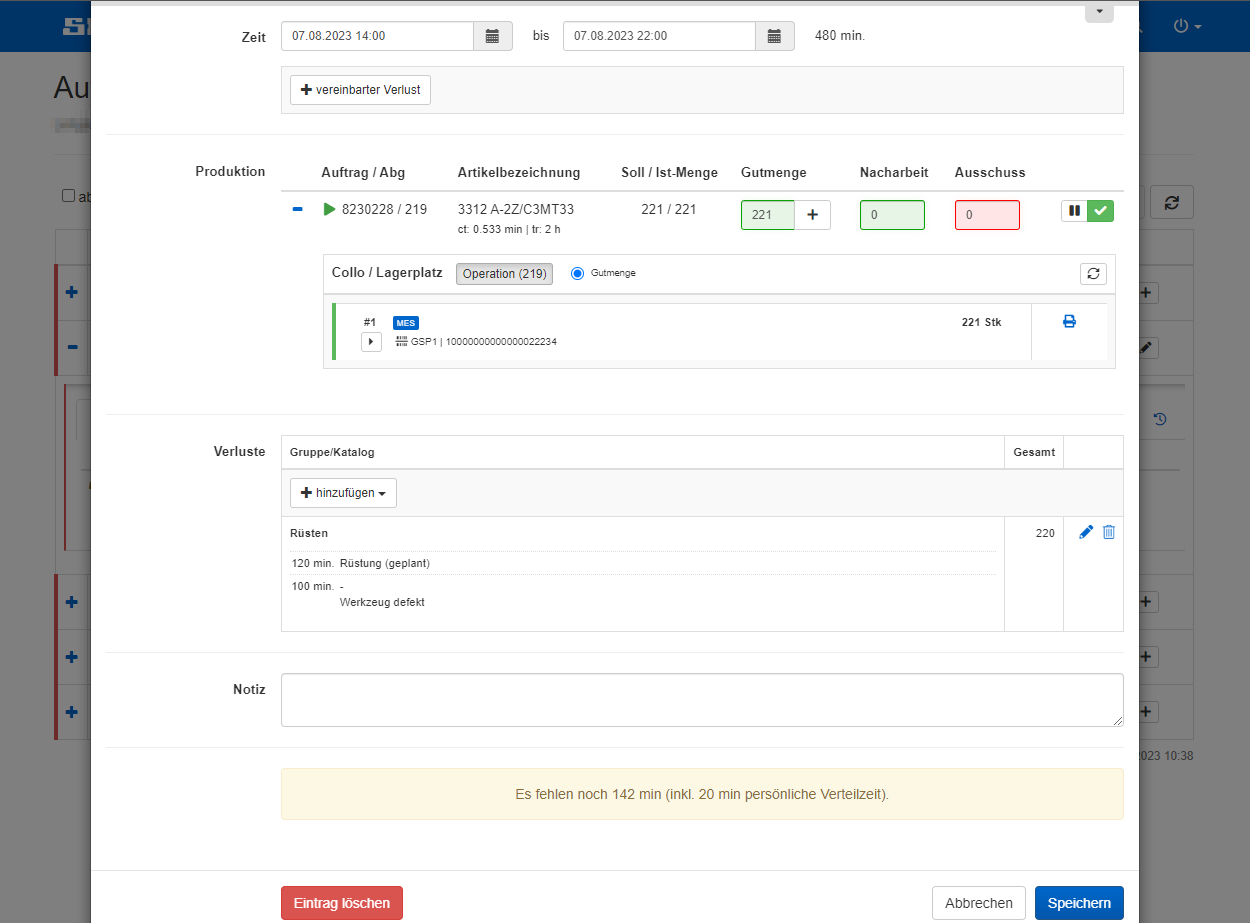 Zeit 07.08.2023 14:00 bis 07.08.2023 22:00 480 min.
vereinbarter Verlust
Produktion Auftrag / Abg Artikelbezeichnung Soll / Ist-Menge Gutmenge Nacharbeit Ausschuss
8230228 / 219 3312 A-2Z/C3MT33 221 / 221 221 0 0
ct: 0.533 min | tr: 2 h
Collo / Lagerplatz Operation (219) Gutmenge
#1 MES 221 Stk
GSP1 | 10000000000000022234
Verluste Gruppe/Katalog Gesamt
hinzufügen
Rüsten 220
120 min. Rüstung (geplant)
100 min. -
Werkzeug defekt
Notiz
Es fehlen noch 142 min (inkl. 20 min persönliche Verteilzeit).
Eintrag löschen Abbrechen Speichern
Au
ab
2023 10:38